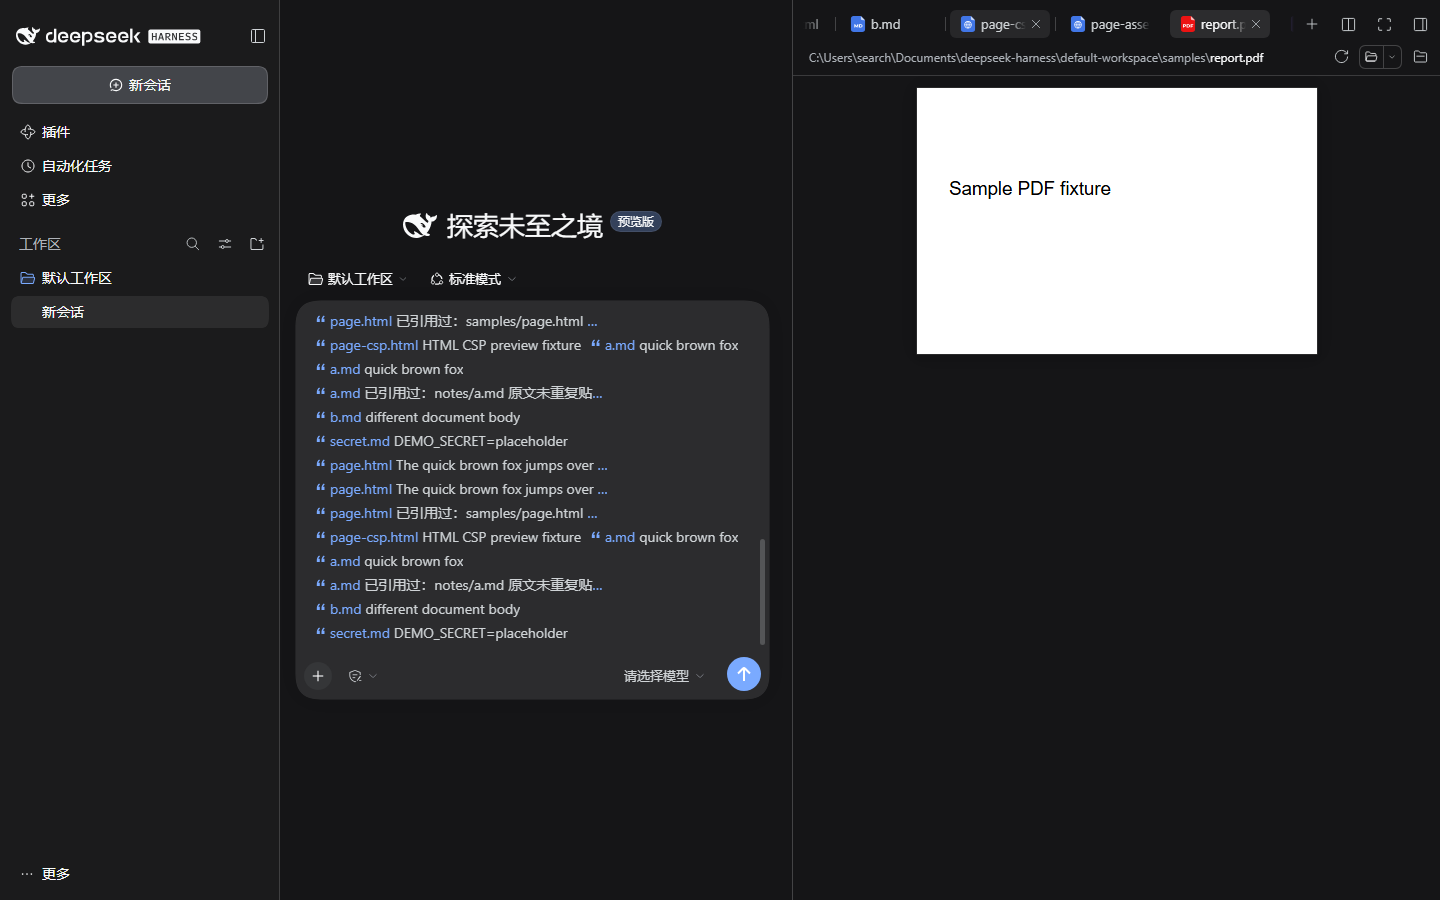 deepseek HARNESS
新会话
插件
自动化任务
更多
工作区
默认工作区
新会话
更多
探索未至之境 预览版
默认工作区 标准模式
“ page.html 已引用过：samples/page.html ...
“ page-csp.html HTML CSP preview fixture “ a.md quick brown fox
“ a.md quick brown fox
“ a.md 已引用过：notes/a.md 原文未重复贴...
“ b.md different document body
“ secret.md DEMO_SECRET=placeholder
“ page.html The quick brown fox jumps over ...
“ page.html The quick brown fox jumps over ...
“ page.html 已引用过：samples/page.html ...
“ page-csp.html HTML CSP preview fixture “ a.md quick brown fox
“ a.md quick brown fox
“ a.md 已引用过：notes/a.md 原文未重复贴...
“ b.md different document body
“ secret.md DEMO_SECRET=placeholder
请选择模型
ml b.md page-cs page-asse report.p
C:\Users\search\Documents\deepseek-harness\default-workspace\samples\report.pdf
Sample PDF fixture